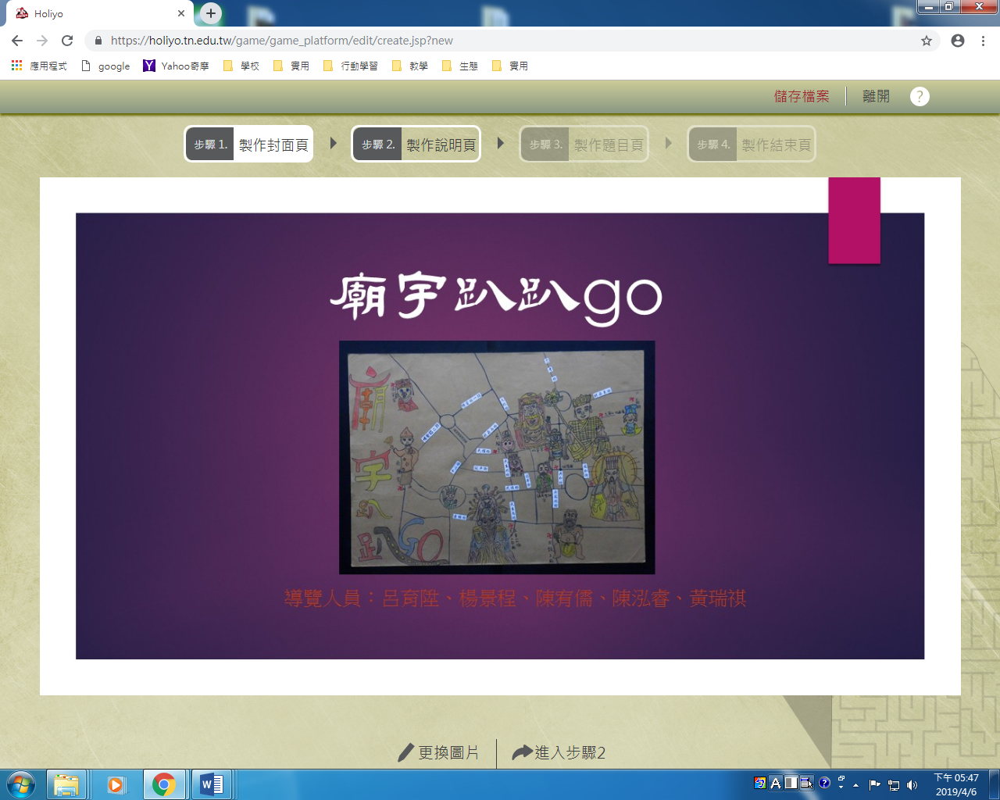 Holiyo
https://holiyo.tn.edu.tw/game/game_platform/edit/create.jsp?new
應用程式 google Yahoo奇摩 學校 實用 行動學習 教學 生態 實用
儲存檔案 離開 ?
步驟 1. 製作封面頁 步驟 2. 製作說明頁 步驟 3. 製作題目頁 步驟 4. 製作結束頁
廟宇趴趴go
廟
宇
趴
趴GO
導覽人員：呂育陞、楊景程、陳宥儒、陳泓睿、黃瑞祺
更換圖片 進入步驟2
下午 05:47
2019/4/6